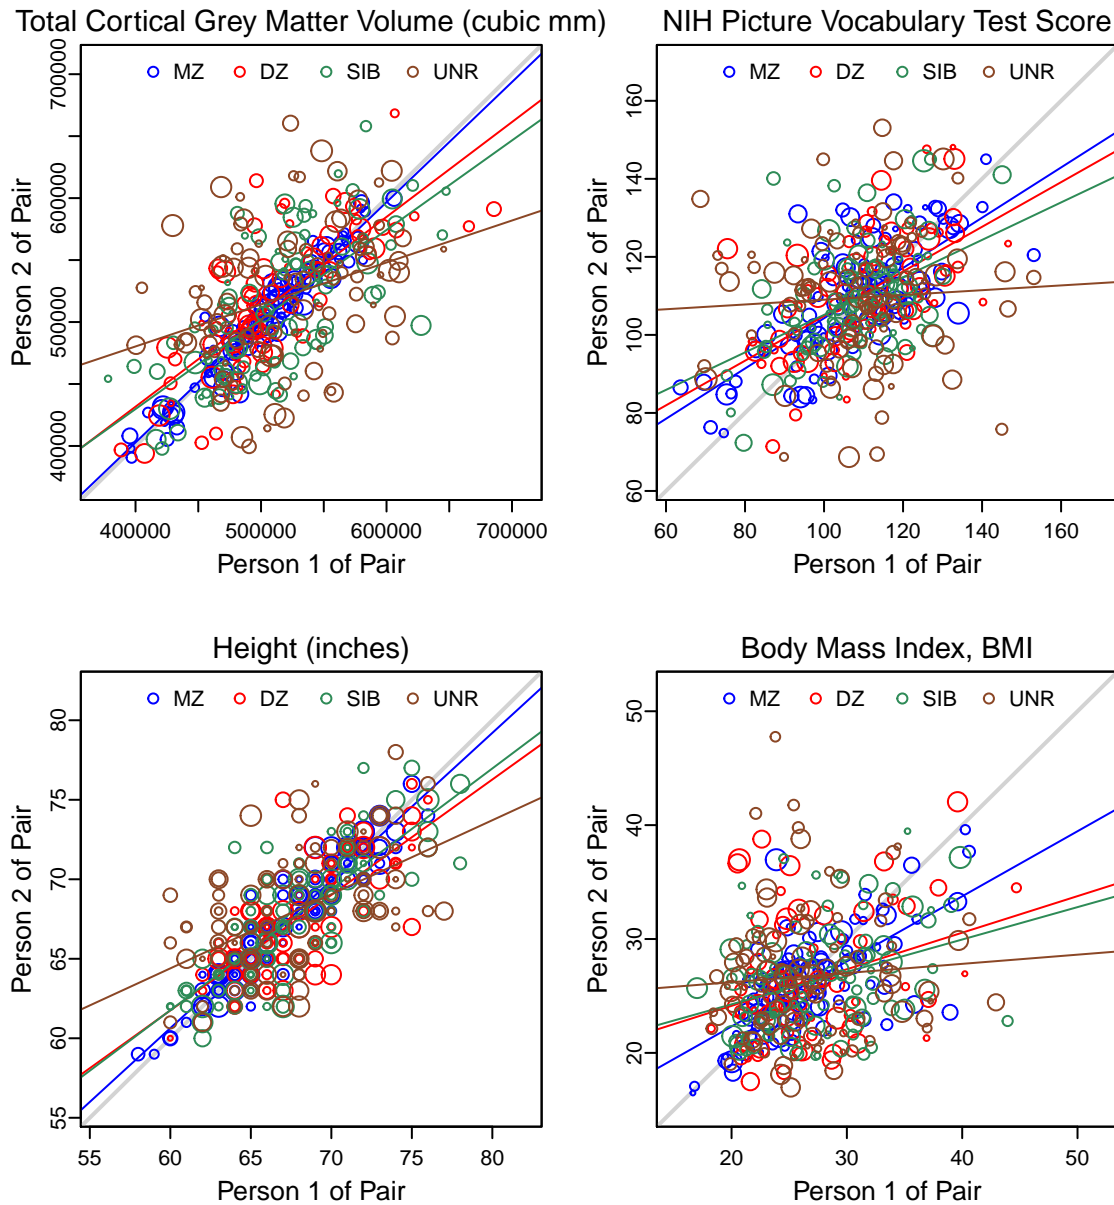 Total Cortical Grey Matter Volume (cubic mm)
MZ DZ SIB UNR
Person 2 of Pair
400000 500000 600000 700000
400000 500000 600000 700000
Person 1 of Pair
NIH Picture Vocabulary Test Score
MZ DZ SIB UNR
Person 2 of Pair
60 80 100 120 140 160
60 80 100 120 140 160
Person 1 of Pair
Height (inches)
MZ DZ SIB UNR
Person 2 of Pair
55 60 65 70 75 80
55 60 65 70 75 80
Person 1 of Pair
Body Mass Index, BMI
MZ DZ SIB UNR
Person 2 of Pair
20 30 40 50
20 30 40 50
Person 1 of Pair